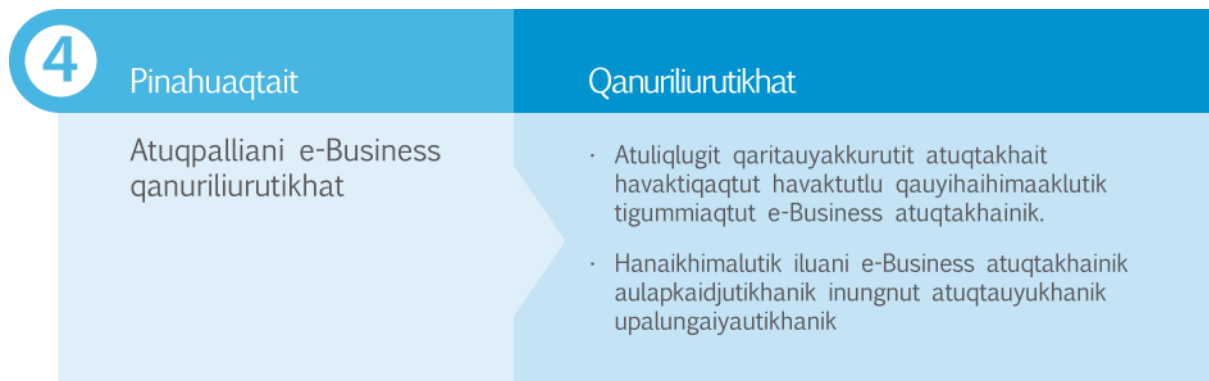 4
Pinahuaqtait
Qanuriliurutikhat
Atuqpalliani e-Business
qanuriliurutikhat
· Atuliqlugit qaritauyakkurutit atuqtakhait
havaktiqaqtut havaktutlu qauyihaihimaaklutik
tigummiaqtut e-Business atuqtakhainik.
· Hanaikhimalutik iluani e-Business atuqtakhainik
aulapkaidjutikhanik inungnut atuqtauyukhanik
upalungaiyautikhanik